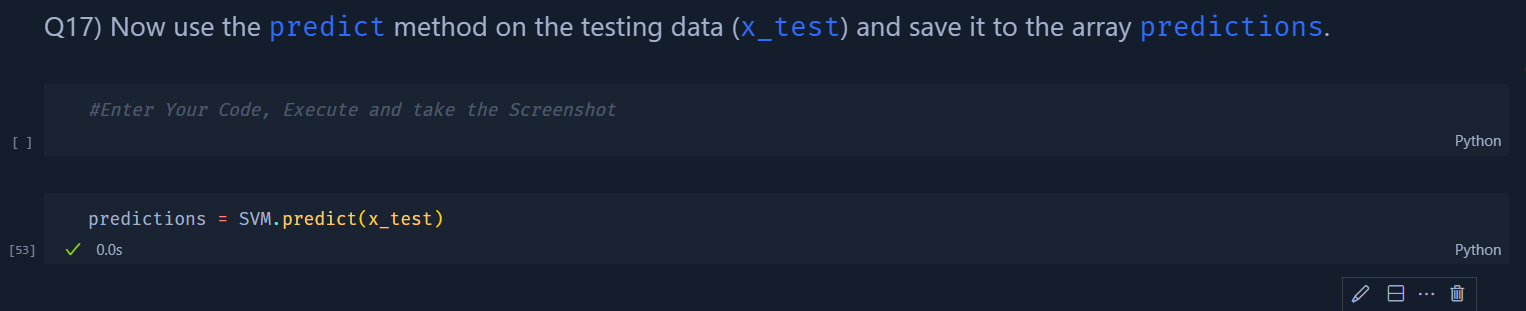 Q17) Now use the predict method on the testing data (x_test) and save it to the array predictions.
#Enter Your Code, Execute and take the Screenshot
[ ]
Python
predictions = SVM.predict(x_test)
[53]
0.0s
Python